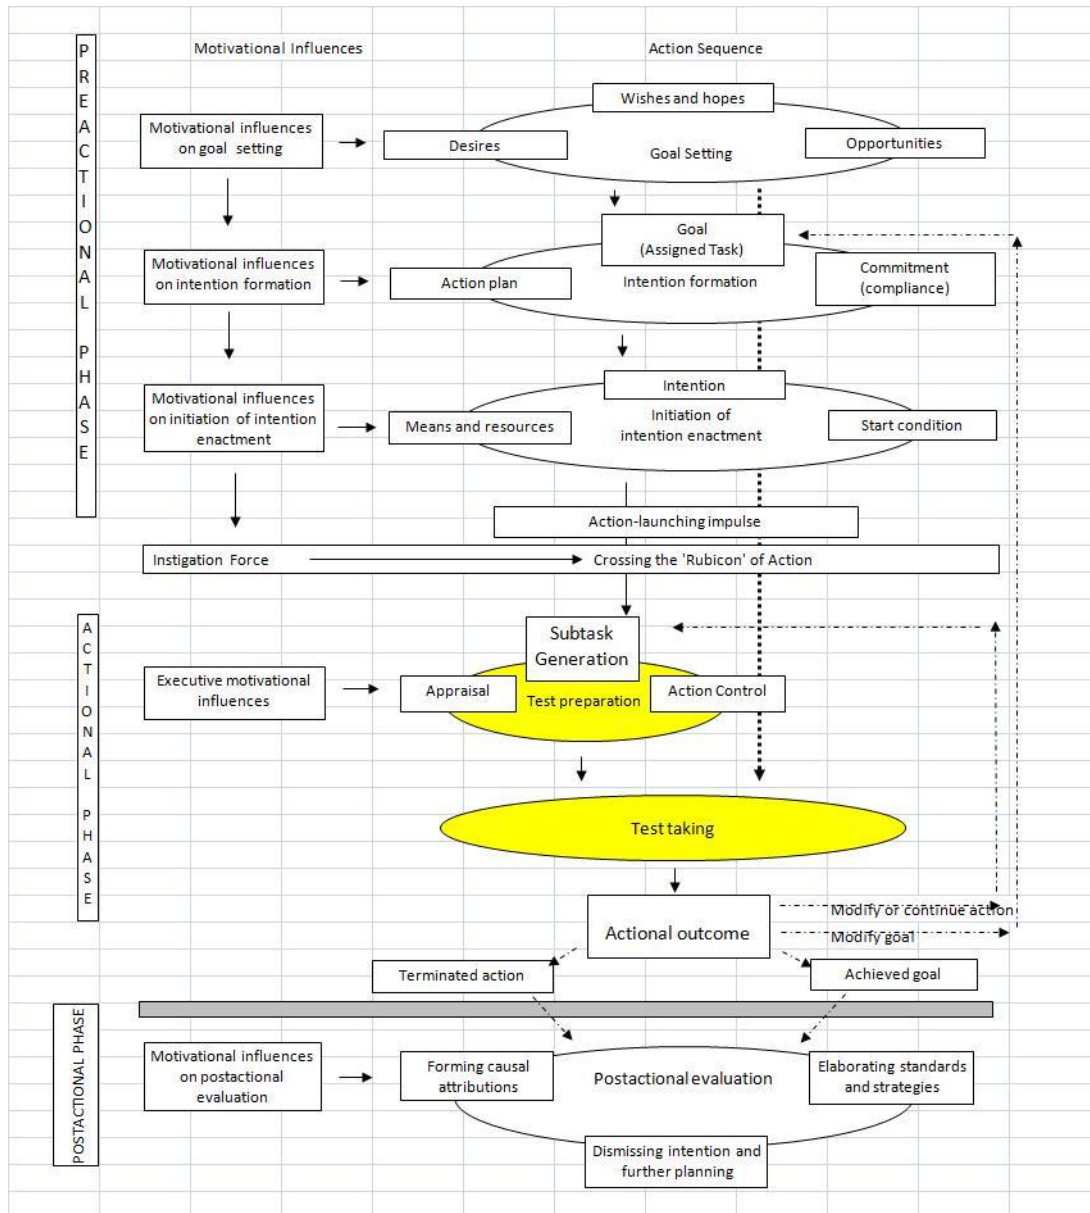 PREACTIONAL PHASE
Motivational Influences
Action Sequence
Wishes and hopes
Motivational influences
on goal setting
Desires
Opportunities
Goal Setting
Goal
(Assigned Task)
Motivational influences
on intention formation
Action plan
Intention formation
Commitment
(compliance)
Intention
Motivational influences
on initiation of intention
enactment
Means and resources
Initiation of
intention enactment
Start condition
Action-launching impulse
Instigation Force
Crossing the 'Rubicon' of Action
ACTIONAL PHASE
Subtask
Generation
Executive motivational
influences
Appraisal
Test preparation
Action Control
Test taking
Actional outcome
Modify or continue action
Modify goal
Terminated action
Achieved goal
POSTACTIONAL PHASE
Motivational influences
on postactional
evaluation
Forming causal
attributions
Postactional evaluation
Elaborating standards
and strategies
Dismissing intention and
further planning